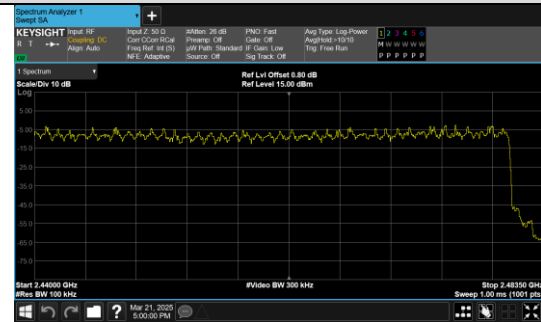 Spectrum Analyzer 1
Swept SA
+
KEYSIGHT Input: RF Input Z: 50 Ω #Atten: 26 dB PNO: Fast Avg Type: Log-Power 1 2 3 4 5 6
R T Coupling: DC Corr CCorr RCal Preamp: Off Gate: Off Avg|Hold:>10/10 M W W W W W
Align: Auto Freq Ref: Int (S) µW Path: Standard IF Gain: Low Trig: Free Run
NFE: Adaptive Source: Off Sig Track: Off P P P P P P
1 Spectrum
Ref Lvl Offset 0.80 dB
Scale/Div 10 dB Ref Level 15.00 dBm
Log
5.00
-5.00
-15.0
-25.0
-35.0
-45.0
-55.0
-65.0
-75.0
Start 2.44000 GHz #Video BW 300 kHz Stop 2.48350 GHz
#Res BW 100 kHz Sweep 1.00 ms (1001 pts
? Mar 21, 2025
5:00:00 PM